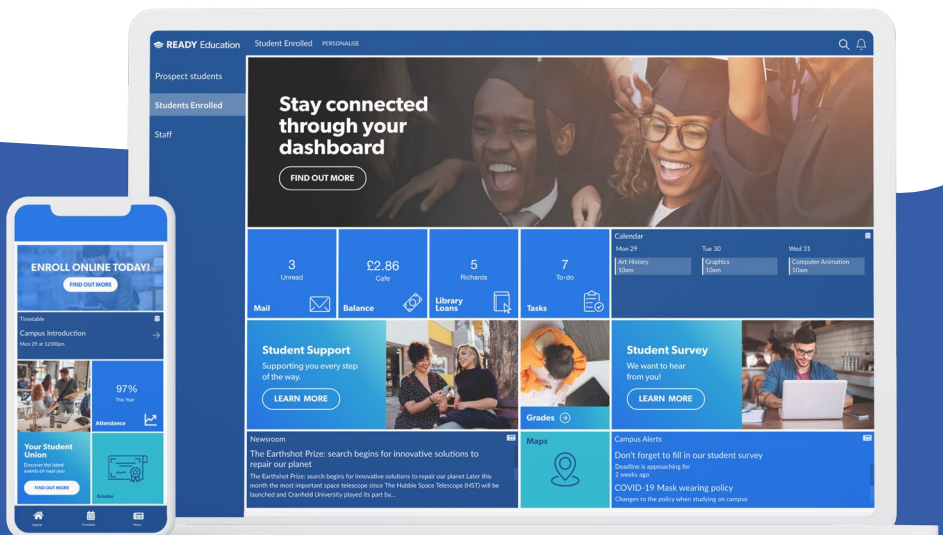 READY Education
Student Enrolled PERSONALISE
Prospect students
Students Enrolled
Staff
Stay connected
through your
dashboard
FIND OUT MORE
3
Unread
Mail
£2.86
Cafe
Balance
5
Richards
Library
Loans
7
To-do
Tasks
Calendar
Mon 29
Tue 30
Wed 31
Art History
10am
Graphics
10am
Computer Animation
10am
Student Support
Supporting you every step
of the way.
LEARN MORE
Grades
Student Survey
We want to hear
from you!
LEARN MORE
Newsroom
The Earthshot Prize: search begins for innovative solutions to
repair our planet
The Earthshot Prize: search begins for innovative solutions to repair our planet Later this
month the most important space telescope since The Hubble Space Telescope (HST) will be
launched and Cranfield University played its part by...
Maps
Campus Alerts
Don't forget to fill in our student survey
Deadline is approaching for
2 weeks ago
COVID-19 Mask wearing policy
Changes to the policy when studying on campus
ENROLL ONLINE TODAY!
FIND OUT MORE
Timetable
Campus Introduction
Mon 29 at 12:00pm
97%
This Year
Attendance
Your Student
Union
Discover the latest
events on near you.
FIND OUT MORE
Grades
Home
Timetable
News